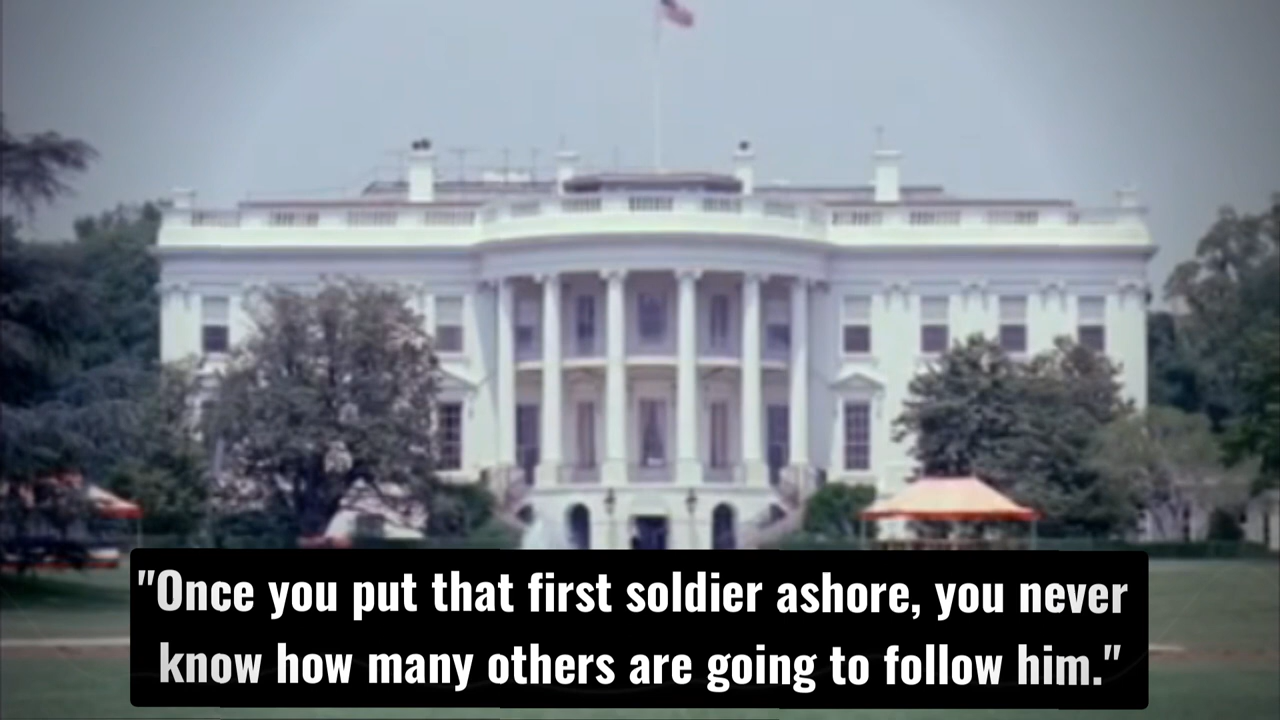 "Once you put that first soldier ashore, you never
know how many others are going to follow him."